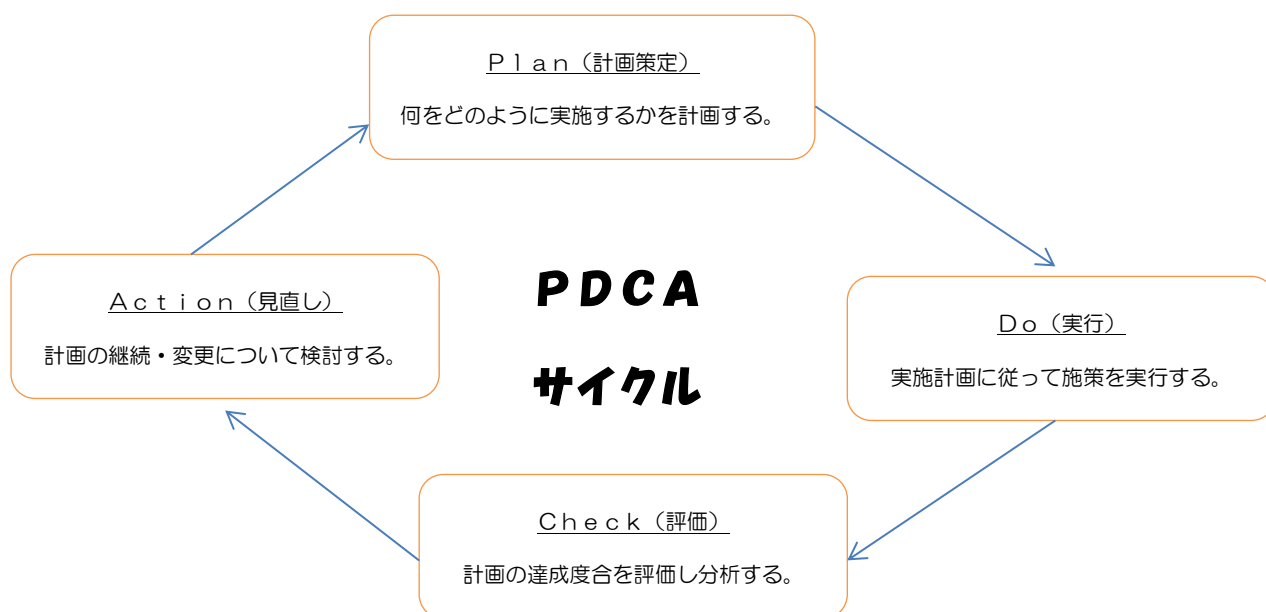 Ｐｌａｎ（計画策定）
何をどのように実施するかを計画する。
ＰＤＣＡ
サイクル
Ｄｏ（実行）
実施計画に従って施策を実行する。
Ｃｈｅｃｋ（評価）
計画の達成度合を評価し分析する。
Ａｃｔｉｏｎ（見直し）
計画の継続・変更について検討する。